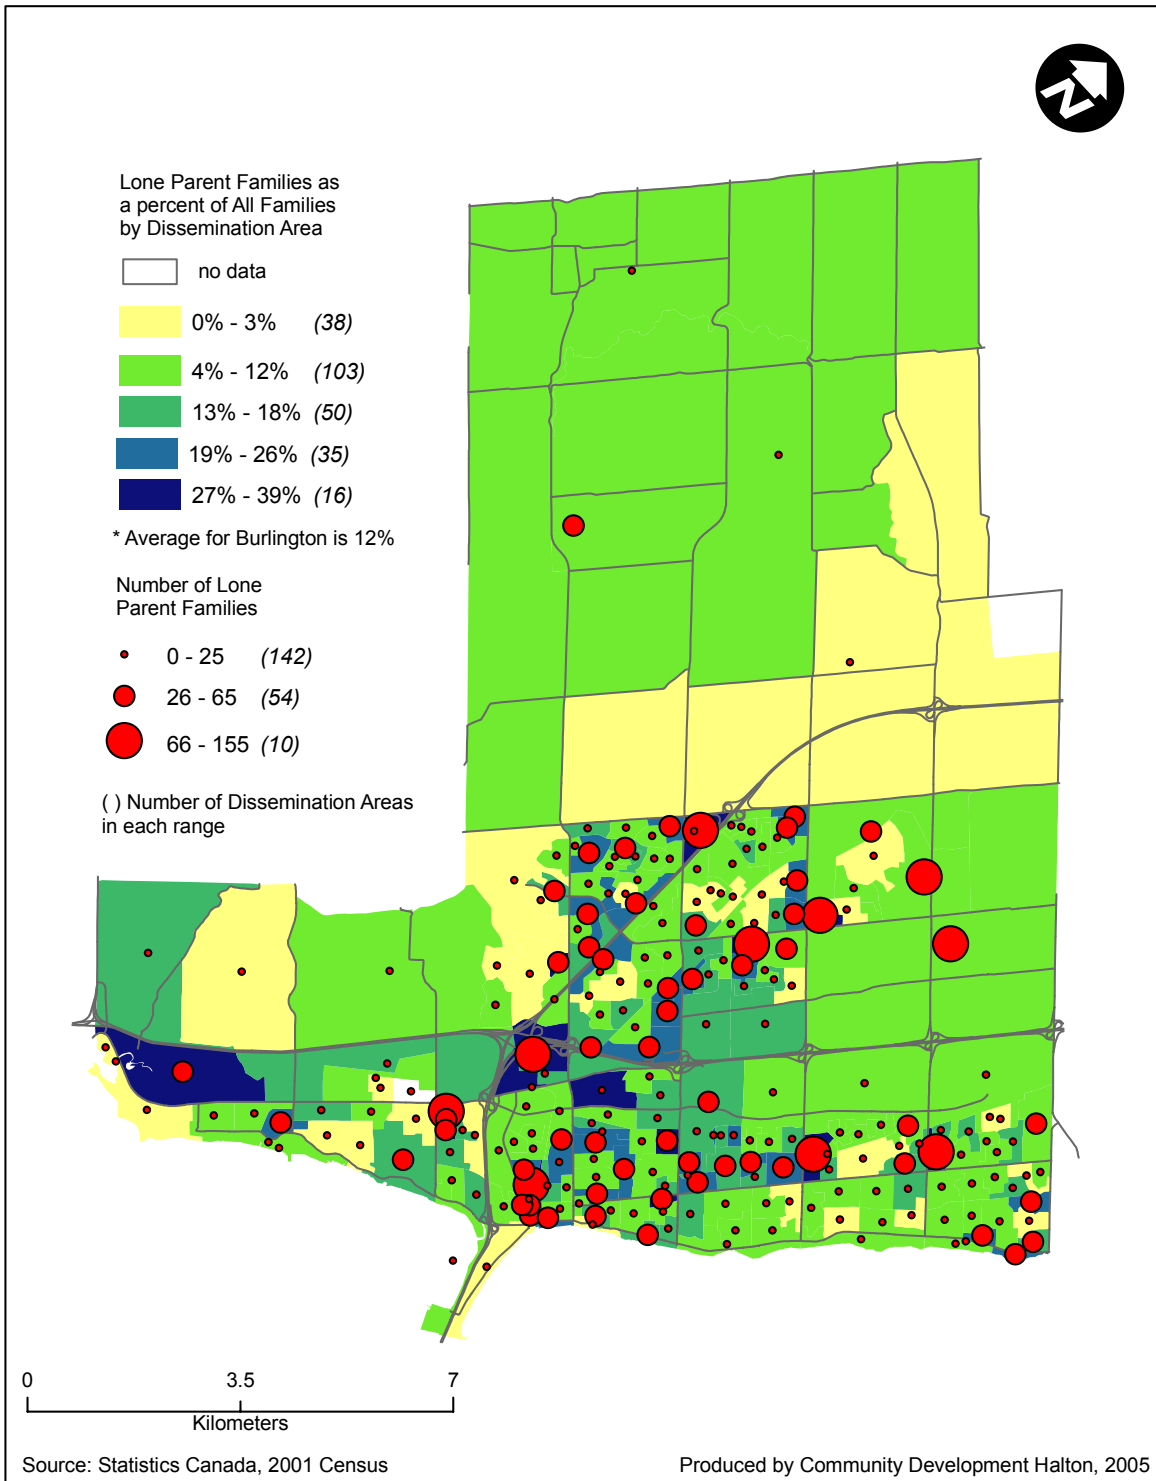 N
Lone Parent Families as
a percent of All Families
by Dissemination Area
no data
0% - 3% (38)
4% - 12% (103)
13% - 18% (50)
19% - 26% (35)
27% - 39% (16)
* Average for Burlington is 12%
Number of Lone
Parent Families
0 - 25 (142)
26 - 65 (54)
66 - 155 (10)
( ) Number of Dissemination Areas
in each range
0 3.5 7
Kilometers
Source: Statistics Canada, 2001 Census
Produced by Community Development Halton, 2005